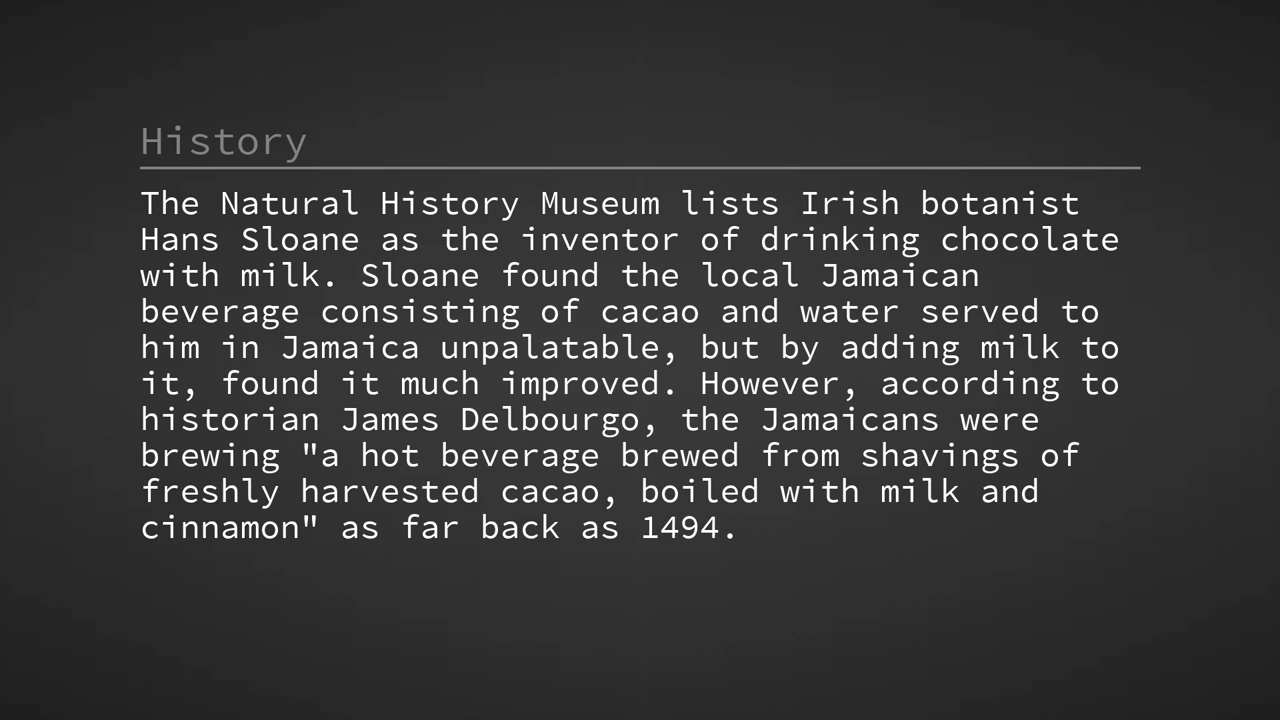 History
The Natural History Museum lists Irish botanist
Hans Sloane as the inventor of drinking chocolate
with milk. Sloane found the local Jamaican
beverage consisting of cacao and water served to
him in Jamaica unpalatable, but by adding milk to
it, found it much improved. However, according to
historian James Delbourgo, the Jamaicans were
brewing "a hot beverage brewed from shavings of
freshly harvested cacao, boiled with milk and
cinnamon" as far back as 1494.